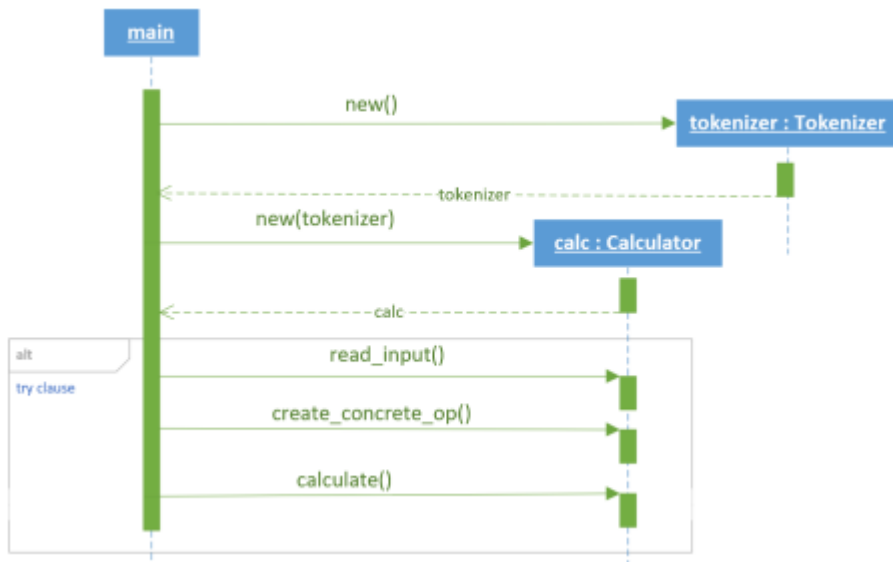 main
new()
tokenizer : Tokenizer
tokenizer
new(tokenizer)
calc : Calculator
calc
alt
read_input()
try clause
create_concrete_op()
calculate()